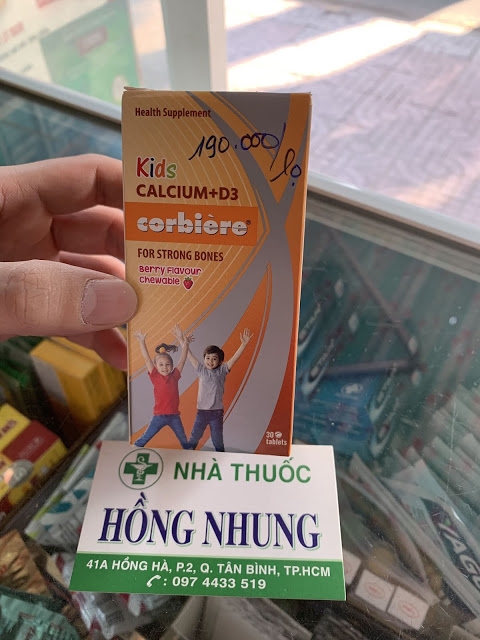 Health Supplement
190.000/lọ
Kids
CALCIUM+D3
corbière®
FOR STRONG BONES
Berry Flavour
Chewable
30
tablets
NHÀ THUỐC
HỒNG NHUNG
41A HỒNG HÀ, P.2, Q. TÂN BÌNH, TP.HCM
: 097 4433 519